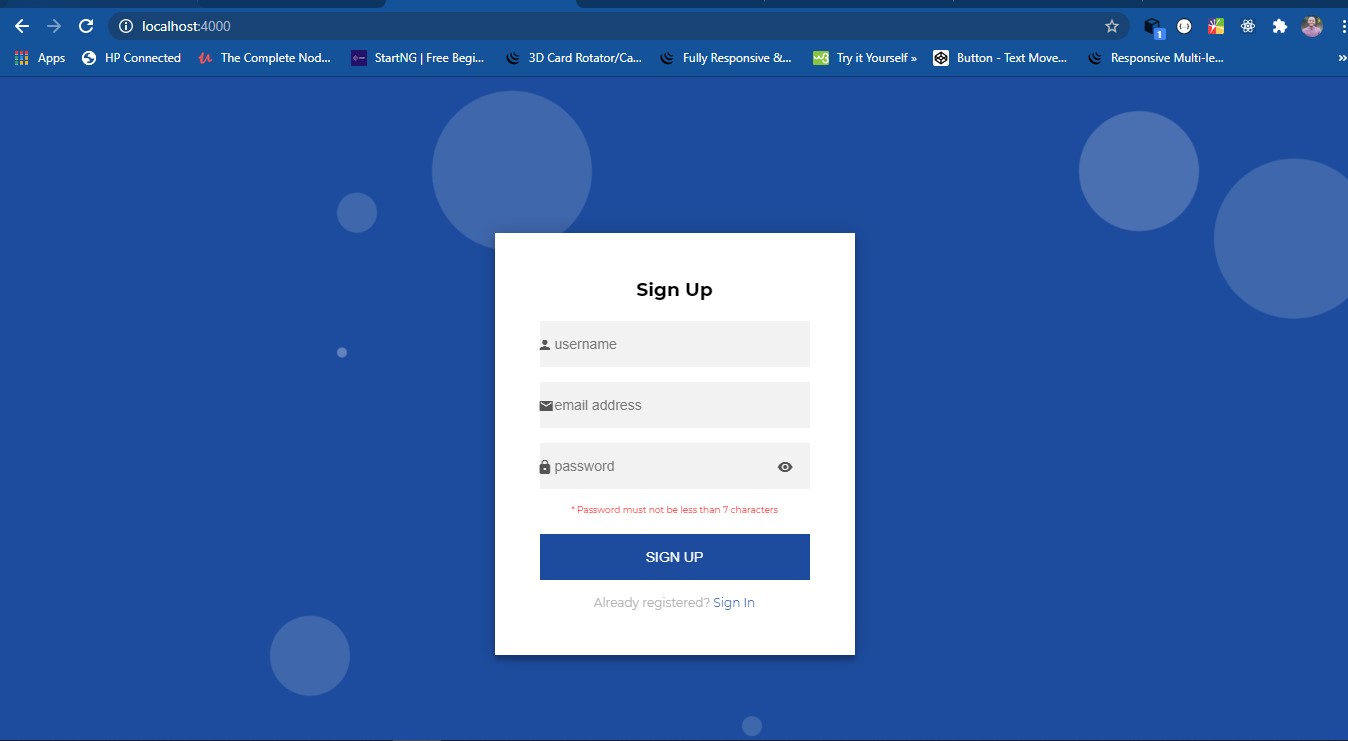 localhost:4000
1
Apps HP Connected The Complete Nod... StartNG | Free Begi... 3D Card Rotator/Ca... Fully Responsive &... Try it Yourself » Button - Text Move... Responsive Multi-le... »
Sign Up
username
email address
password
* Password must not be less than 7 characters
SIGN UP
Already registered? Sign In